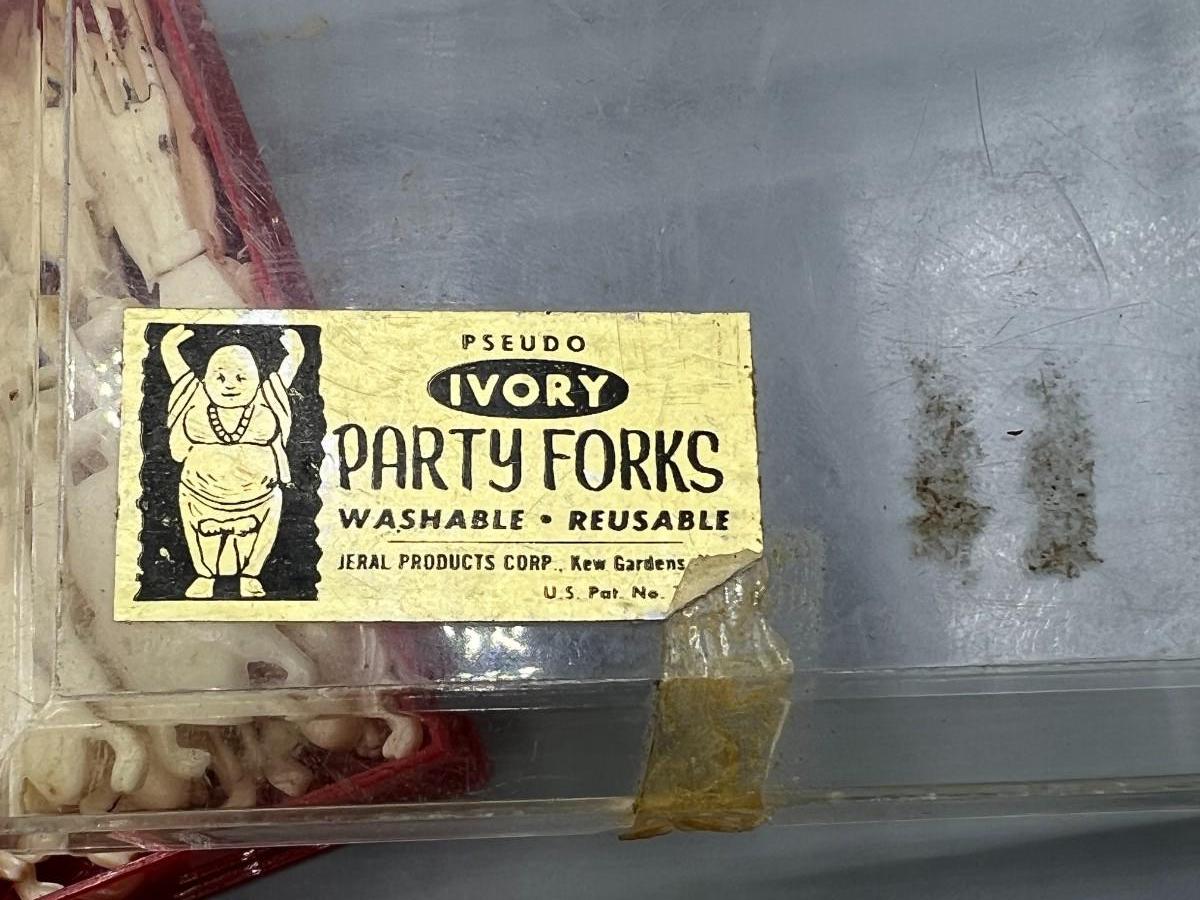 PSEUDO
IVORY
PARTY FORKS
WASHABLE • REUSABLE
JERAL PRODUCTS CORP., Kew Gardens
U.S. Pat. No.